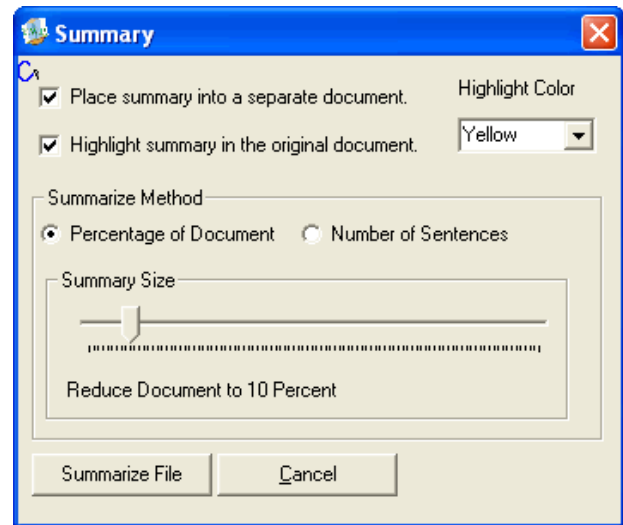 Summary
Place summary into a separate document.
Highlight Color
Highlight summary in the original document.
Yellow
Summarize Method
Percentage of Document
Number of Sentences
Summary Size
Reduce Document to 10 Percent
Summarize File
Cancel